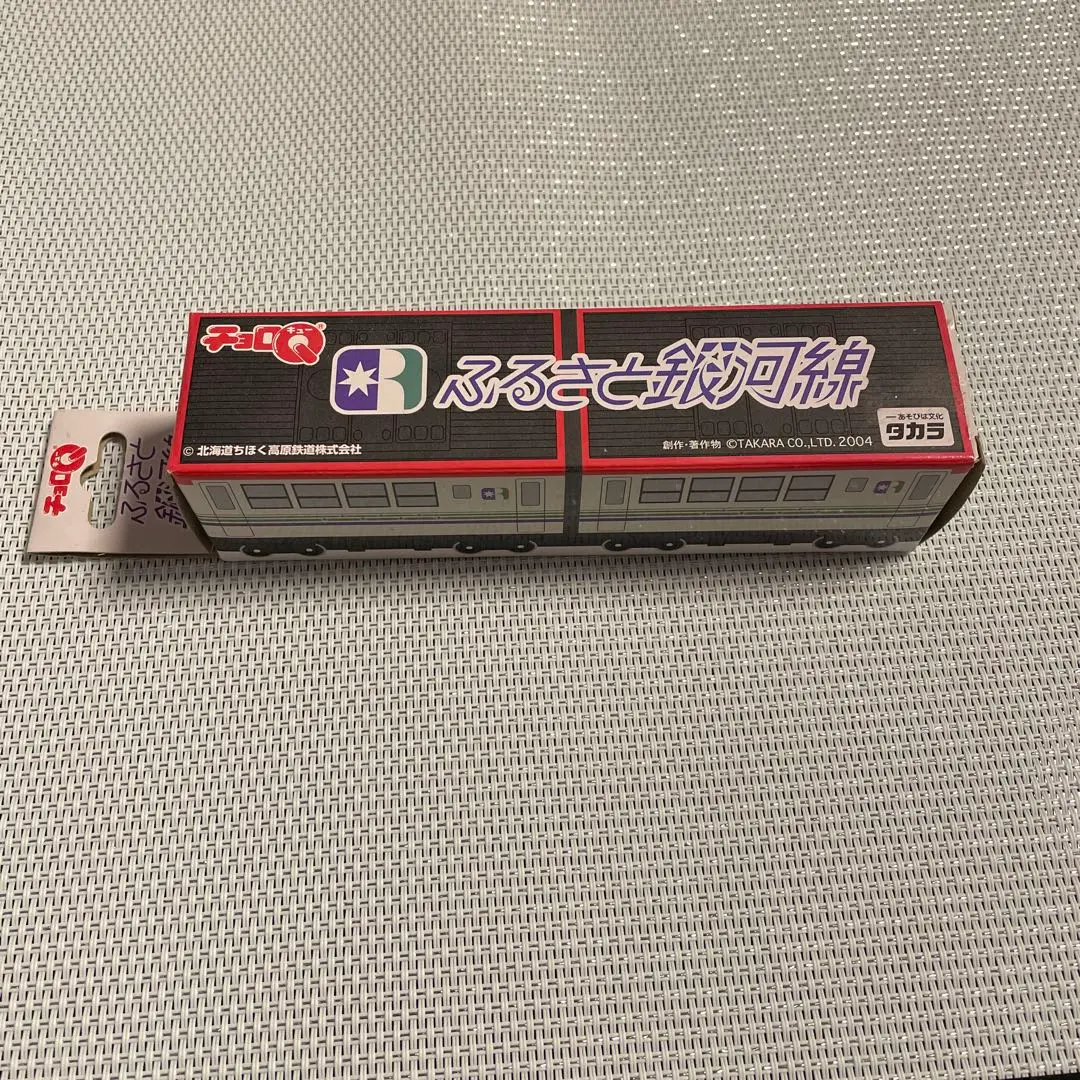 チョロQ
キュー
ふるさと銀河線
© 北海道ちほく高原鉄道株式会社
創作・著作物 ©TAKARA CO.,LTD. 2004
あそびは文化
タカラ
チョロQ
ふるさと